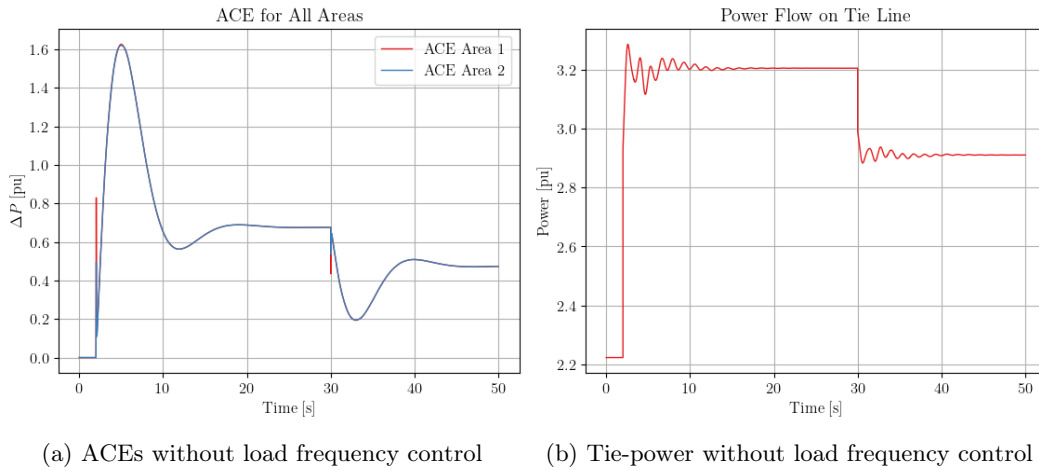 ACE for All Areas
ACE Area 1
ACE Area 2
1.6
1.4
1.2
1.0
0.8
0.6
0.4
0.2
0.0
ΔP [pu]
0
10
20
30
40
50
Time [s]
Power Flow on Tie Line
3.2
3.0
2.8
2.6
2.4
2.2
Power [pu]
0
10
20
30
40
50
Time [s]
(a) ACEs without load frequency control
(b) Tie-power without load frequency control